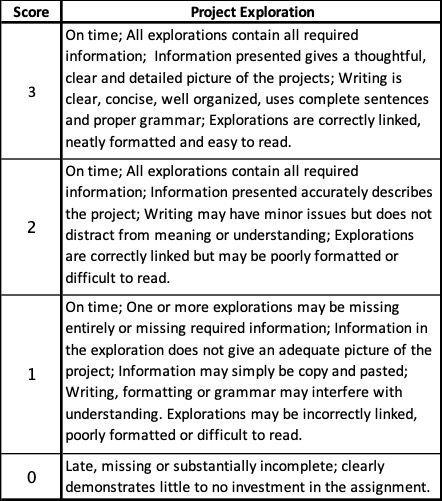 Score Project Exploration
On time; All explorations contain all required
information;  Information presented gives a thoughtful,
clear and detailed picture of the projects; Writing is
3 clear, concise, well organized, uses complete sentences
and proper grammar; Explorations are correctly linked,
neatly formatted and easy to read.
On time; All explorations contain all required
information; Information presented accurately describes
2 the project; Writing may have minor issues but does not
distract from meaning or understanding; Explorations
are correctly linked but may be poorly formatted or
difficult to read.
On time; One or more explorations may be missing
entirely or missing required information; Information in
the exploration does not give an adequate picture of the
1 project; Information may simply be copy and pasted;
Writing, formatting or grammar may interfere with
understanding. Explorations may be incorrectly linked,
poorly formatted or difficult to read.
0 Late, missing or substantially incomplete; clearly
demonstrates little to no investment in the assignment.